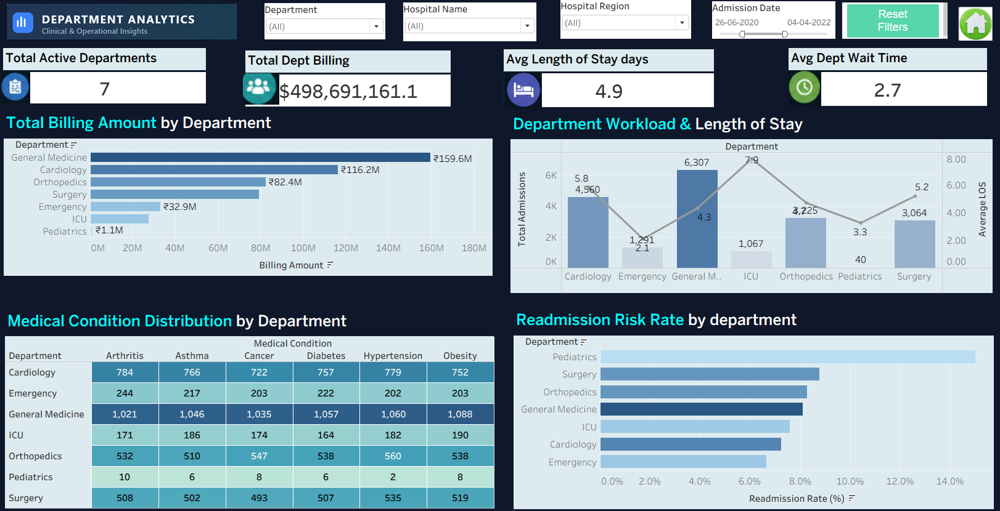 DEPARTMENT ANALYTICS
Clinical & Operational Insights
Department
(All)
Hospital Name
(All)
Hospital Region
(All)
Admission Date
26-06-2020 04-04-2022
Reset
Filters
Total Active Departments
7
Total Dept Billing
$498,691,161.1
Avg Length of Stay days
4.9
Avg Dept Wait Time
2.7
Total Billing Amount by Department
Department
General Medicine ₹159.6M
Cardiology ₹116.2M
Orthopedics ₹82.4M
Surgery
Emergency ₹32.9M
ICU
Pediatrics ₹1.1M
0M 20M 40M 60M 80M 100M 120M 140M 160M 180M
Billing Amount
Department Workload & Length of Stay
Department
Total Admissions
6K
4K
2K
0K
5.8
4,560
1,291
2.1
6,307
4.3
7.9
1,067
3,225
4.7
3.3
40
5.2
3,064
8.00
6.00
4.00
2.00
0.00
Average LOS
Cardiology Emergency General M.. ICU Orthopedics Pediatrics Surgery
Medical Condition Distribution by Department
Medical Condition
Department Arthritis Asthma Cancer Diabetes Hypertension Obesity
Cardiology 784 766 722 757 779 752
Emergency 244 217 203 222 202 203
General Medicine 1,021 1,046 1,035 1,057 1,060 1,088
ICU 171 186 174 164 182 190
Orthopedics 532 510 547 538 560 538
Pediatrics 10 6 8 6 2 8
Surgery 508 502 493 507 535 519
Readmission Risk Rate by department
Department
Pediatrics
Surgery
Orthopedics
General Medicine
ICU
Cardiology
Emergency
0.0% 2.0% 4.0% 6.0% 8.0% 10.0% 12.0% 14.0%
Readmission Rate (%)